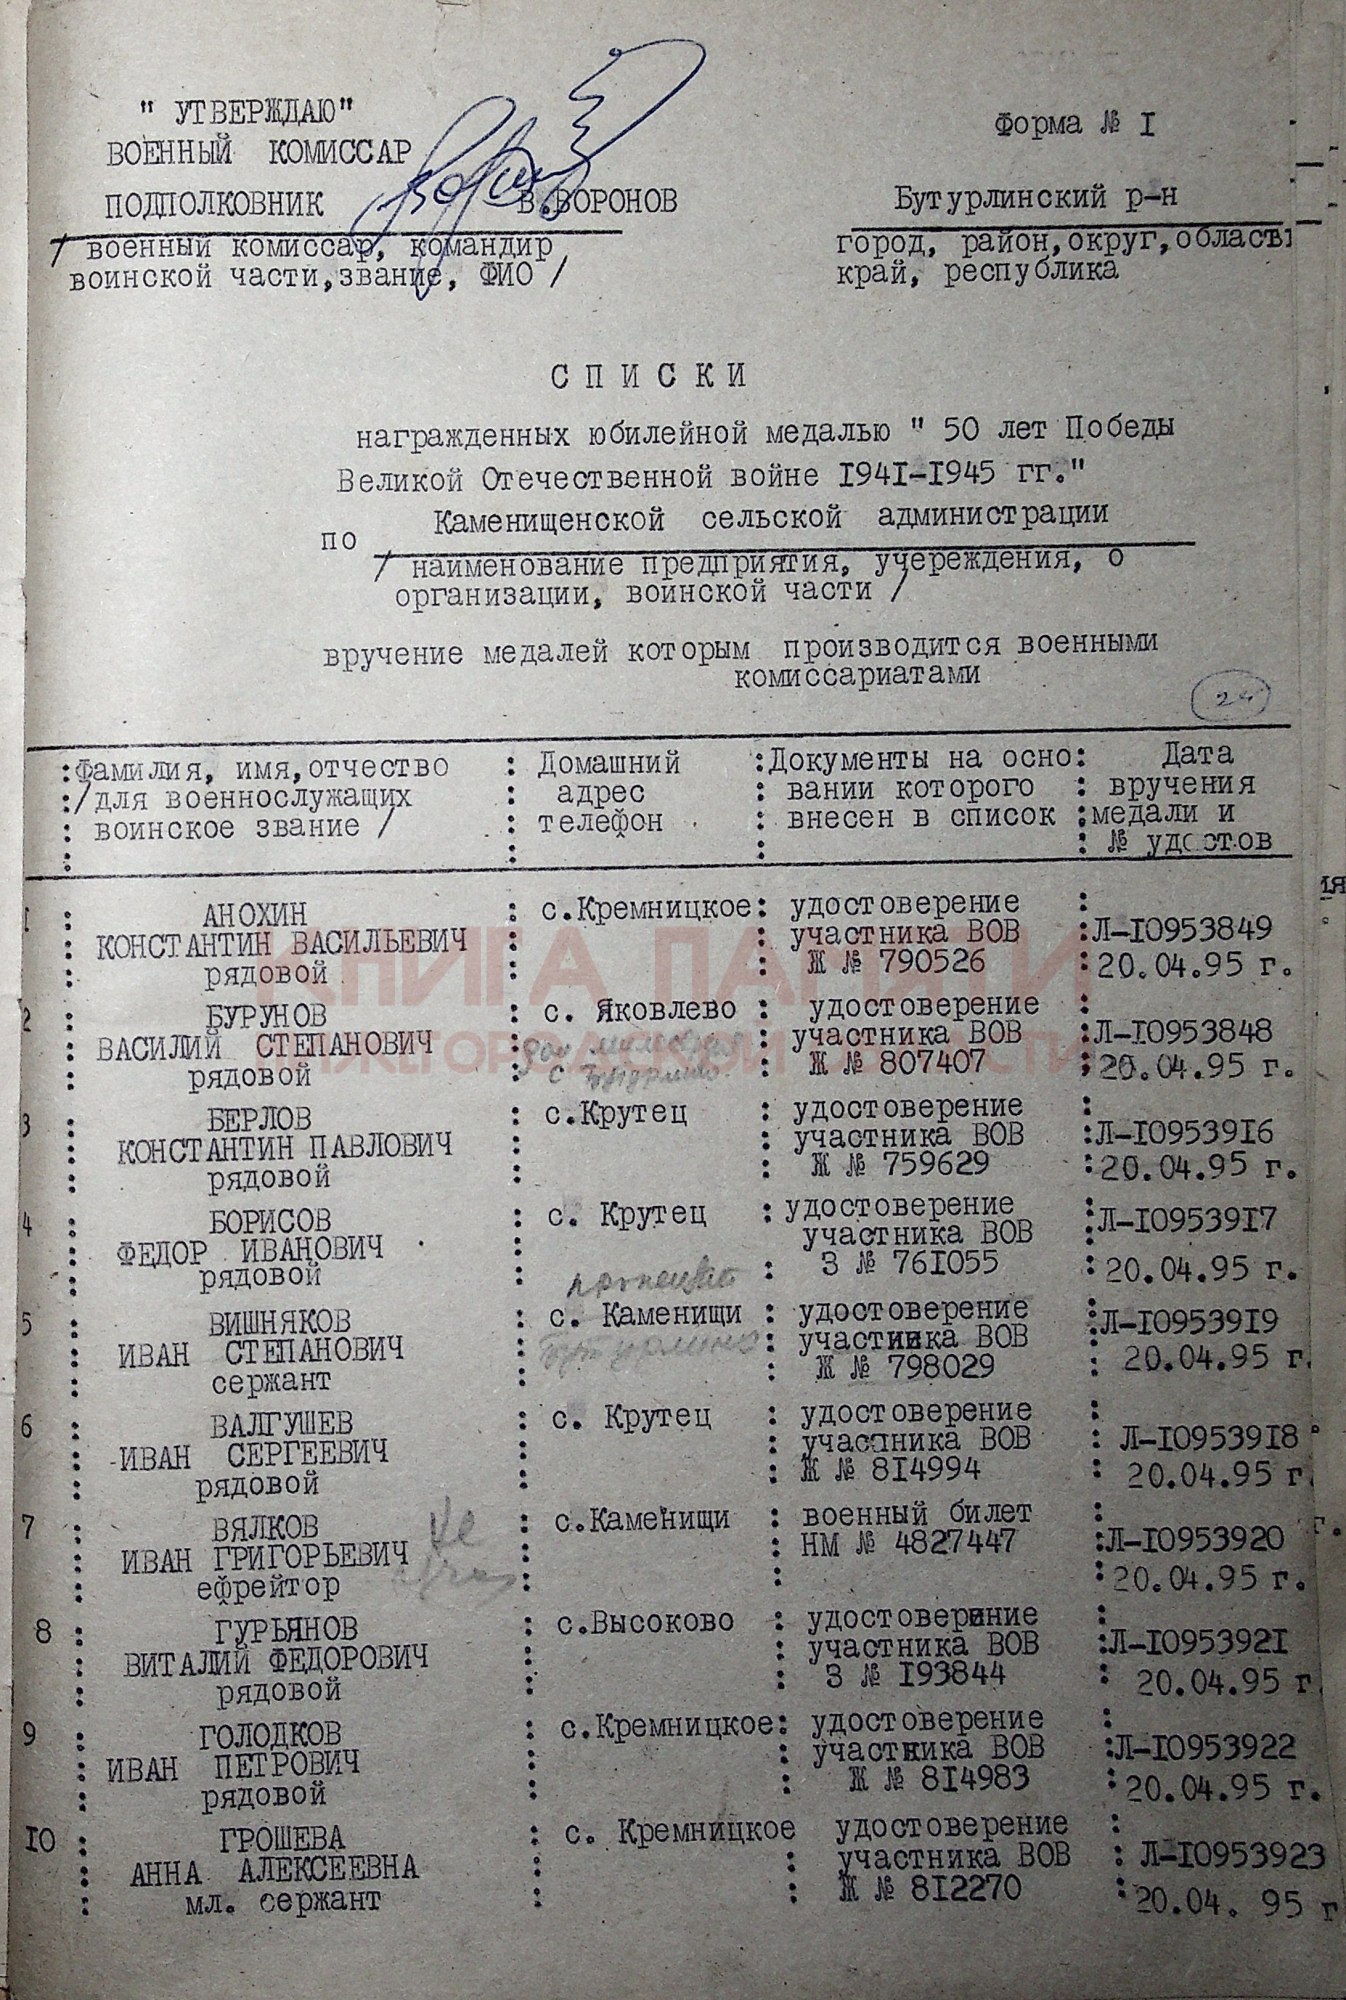 " УТВЕРЖДАЮ"
ВОЕННЫЙ КОМИССАР
Форма № I
ПОДПОЛКОВНИК В.ВОРОНОВ
Бутурлинский р-н
/ военный комиссар, командир
воинской части,звание, ФИО /
город, район,округ,область
край, республика
С П И С К И
награжденных юбилейной медалью " 50 лет Победы
Великой Отечественной войне I94I-I945 гг."
по Каменищенской сельской администрации
/ наименование предприятия, учереждения, о
организации, воинской части /
вручение медалей которым производится военными
комиссариатами
24
:Фамилия, имя,отчество : Домашний :Документы на осно: Дата
:/для военнослужащих : адрес : вании которого : вручения
: воинское звание / : телефон : внесен в список :медали и
: : : : № удостов
I : АНОХИН : с.Кремницкое: удостоверение :
: КОНСТАНТИН ВАСИЛЬЕВИЧ : : участника ВОВ :Л-I0953849
: рядовой : : Ж № 790526 :20.04.95 г.
2 : БУРУНОВ : с. Яковлево : удостоверение :
: ВАСИЛИЙ СТЕПАНОВИЧ : : участника ВОВ :Л-I0953848
: рядовой : с Бутурлино : Ж № 807407 :20.04.95 г.
3 : БЕРЛОВ : с.Крутец : удостоверение :
: КОНСТАНТИН ПАВЛОВИЧ : : участника ВОВ :Л-I09539I6
: рядовой : : Ж № 759629 :20.04.95 г.
4 : БОРИСОВ : с. Крутец : удостоверение :Л-I09539I7
: ФЕДОР ИВАНОВИЧ : участника ВОВ
: рядовой : : З № 76I055 :20.04.95 г.
5 : ВИШНЯКОВ : с. Каменищи : удостоверение :Л-I09539I9
: ИВАН СТЕПАНОВИЧ : Бутурлино : участника ВОВ : 20.04.95 г.
: сержант : : Ж № 798029 :
6 : ВАЛГУШЕВ : с. Крутец : удостоверение :
: ИВАН СЕРГЕЕВИЧ : : учаспника ВОВ : Л-I09539I8
: рядовой : : Ж № 8I4994 : 20.04.95 г.
7 : ВЯЛКОВ Не : с.Каменищи : военный билет :
: ИВАН ГРИГОРЬЕВИЧ : : НМ № 4827447 :Л-I0953920
: ефрейтор : : :20.04.95 г.
8 : ГУРЬЯНОВ : с.Высоково : удостоверение :
: ВИТАЛИЙ ФЕДОРОВИЧ : : участника ВОВ :Л-I095392I
: рядовой : : З № I93844 : 20.04.95 г.
9 : ГОЛОДКОВ : с.Кремницкое: удостоверение :
: ИВАН ПЕТРОВИЧ : : участника ВОВ :Л-I0953922
: рядовой : : Ж № 8I4983 :20.04.95 г.
I0 : ГРОШЕВА : с. Кремницкое удостоверение :
: АННА АЛЕКСЕЕВНА : : участника ВОВ : Л-I0953923
: мл. сержант : : Ж № 8I2270 :20.04. 95 г
КНИГА ПАМЯТИ
НИЖЕГОРОДСКОЙ ОБЛАСТИ